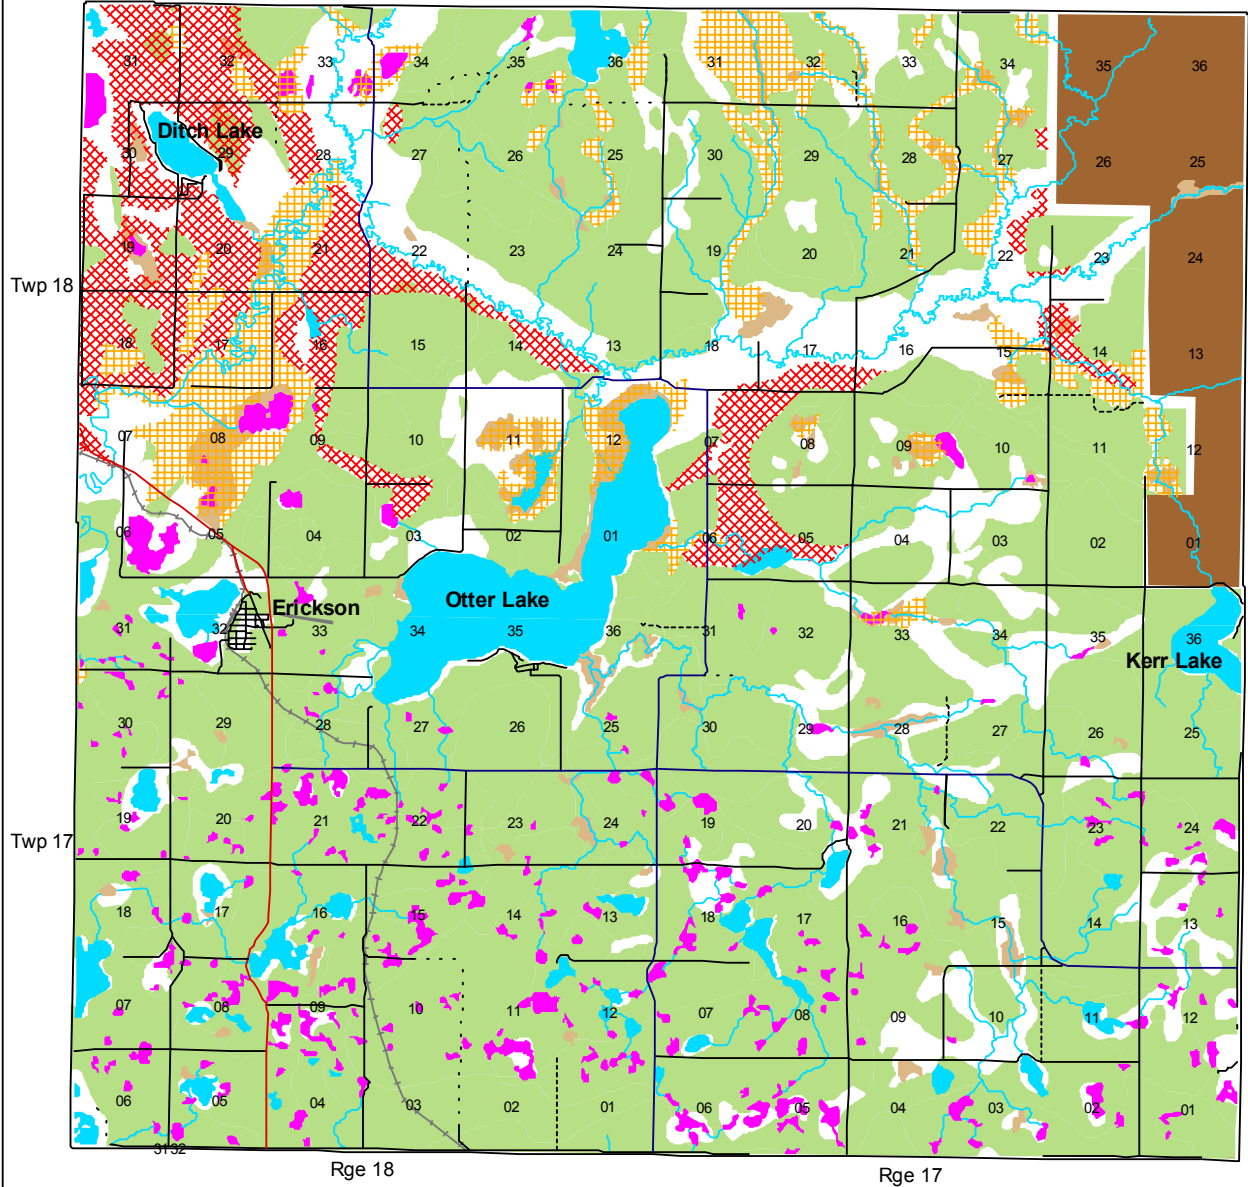 31 32 33 34 35 36 31 32 33 34 35 36
Ditch Lake
30 29 28 27 26 25 30 29 28 27 26 25
19 20 21 22 23 24 19 20 21 22 23 24
Twp 18
18 17 16 15 14 13 18 17 16 15 14 13
07 08 09 10 11 12 07 08 09 10 11 12
06 05 04 03 02 01 06 05 04 03 02 01
Erickson
Otter Lake
31 32 33 34 35 36 31 32 33 34 35 36
Kerr Lake
30 29 28 27 26 25 30 29 28 27 26 25
19 20 21 22 23 24 19 20 21 22 23 24
Twp 17
18 17 16 15 14 13 18 17 16 15 14 13
07 08 09 10 11 12 07 08 09 10 11 12
06 05 04 03 02 01 06 05 04 03 02 01
31 32
Rge 18 Rge 17